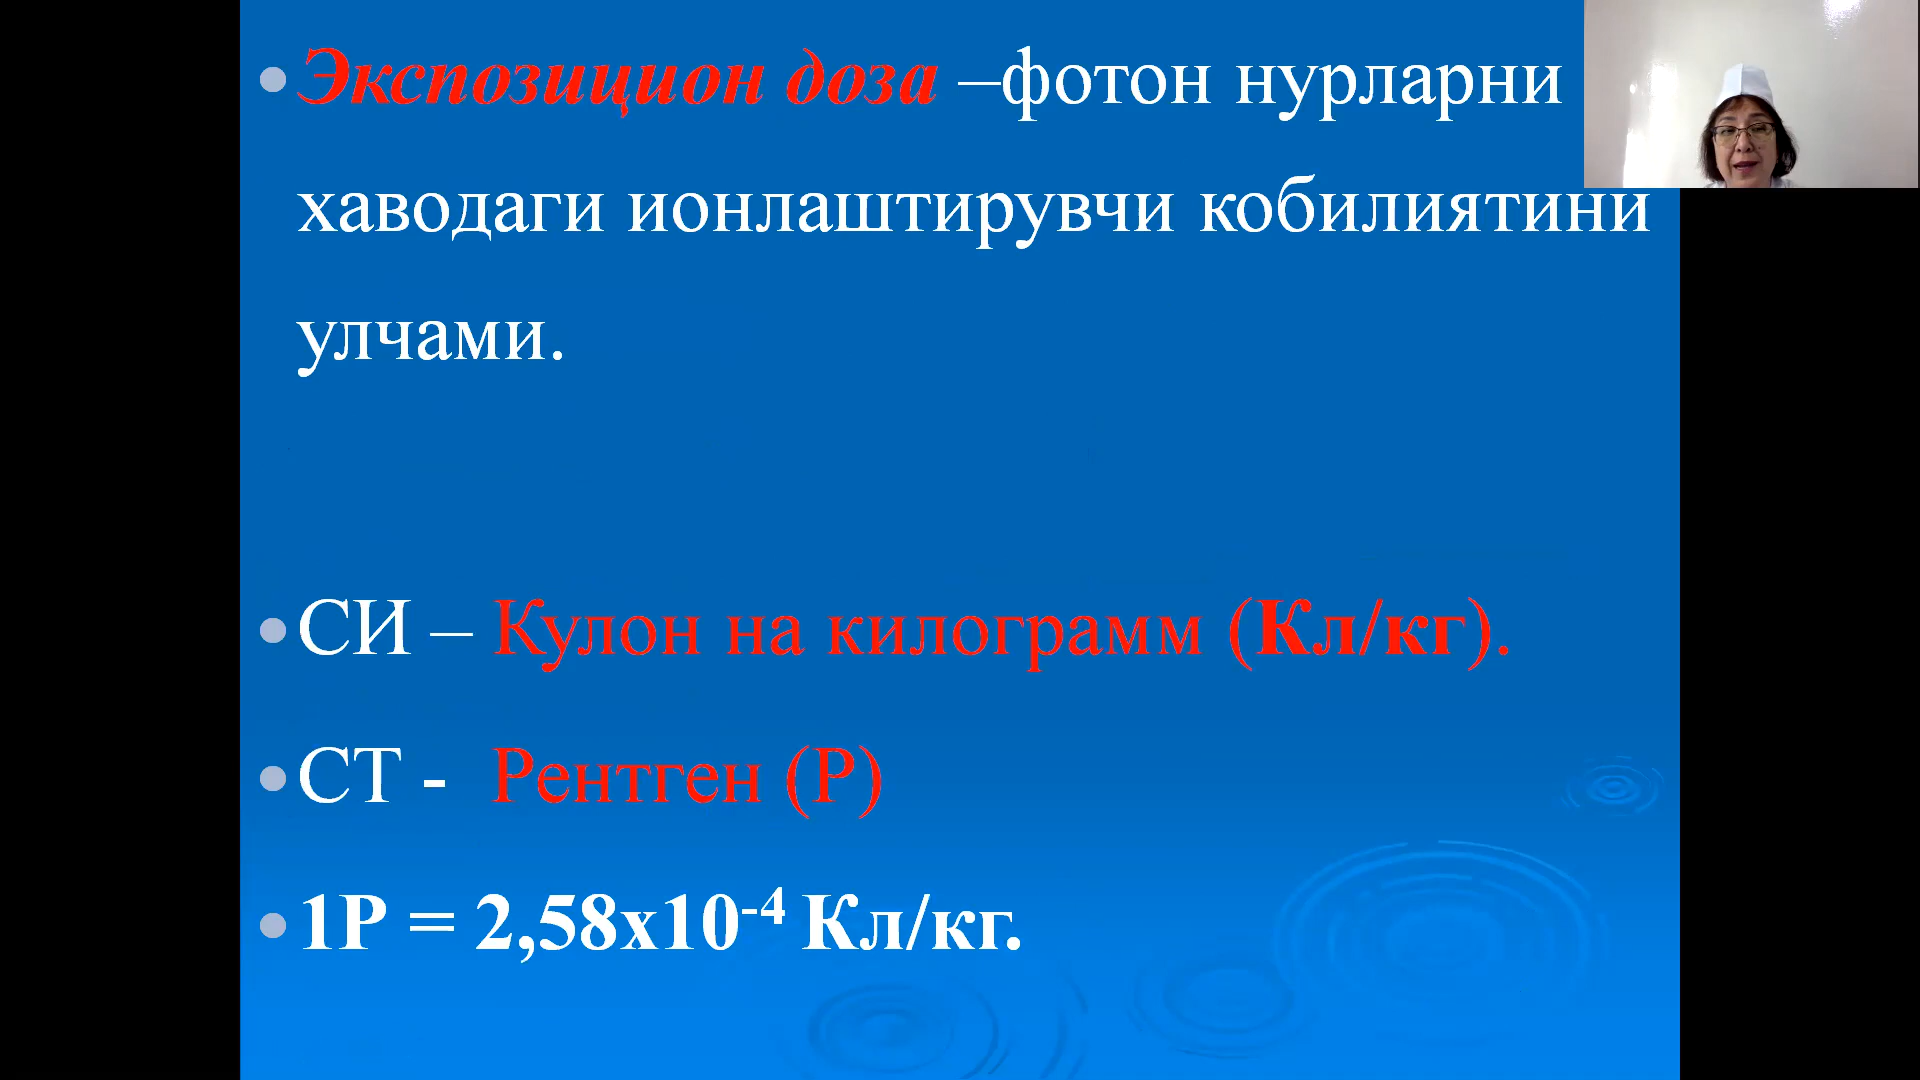 Экспозицион доза –фотон нурларни
хаводаги ионлаштирувчи кобилиятини
улчами.
СИ – Кулон на килограмм (Кл/кг).
СТ - Рентген (Р)
1Р = 2,58х10⁻⁴ Кл/кг.